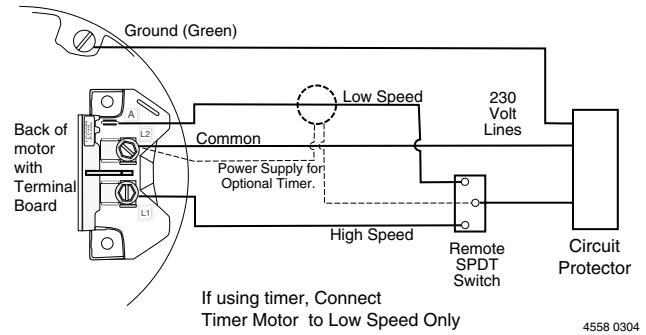 Ground (Green)
A
Low Speed
230
Volt
Lines
L2
Back of
motor
with
Terminal
Board
Common
Power Supply for
Optional Timer.
L1
High Speed
Remote
SPDT
Switch
Circuit
Protector
If using timer, Connect
Timer Motor to Low Speed Only
4558 0304